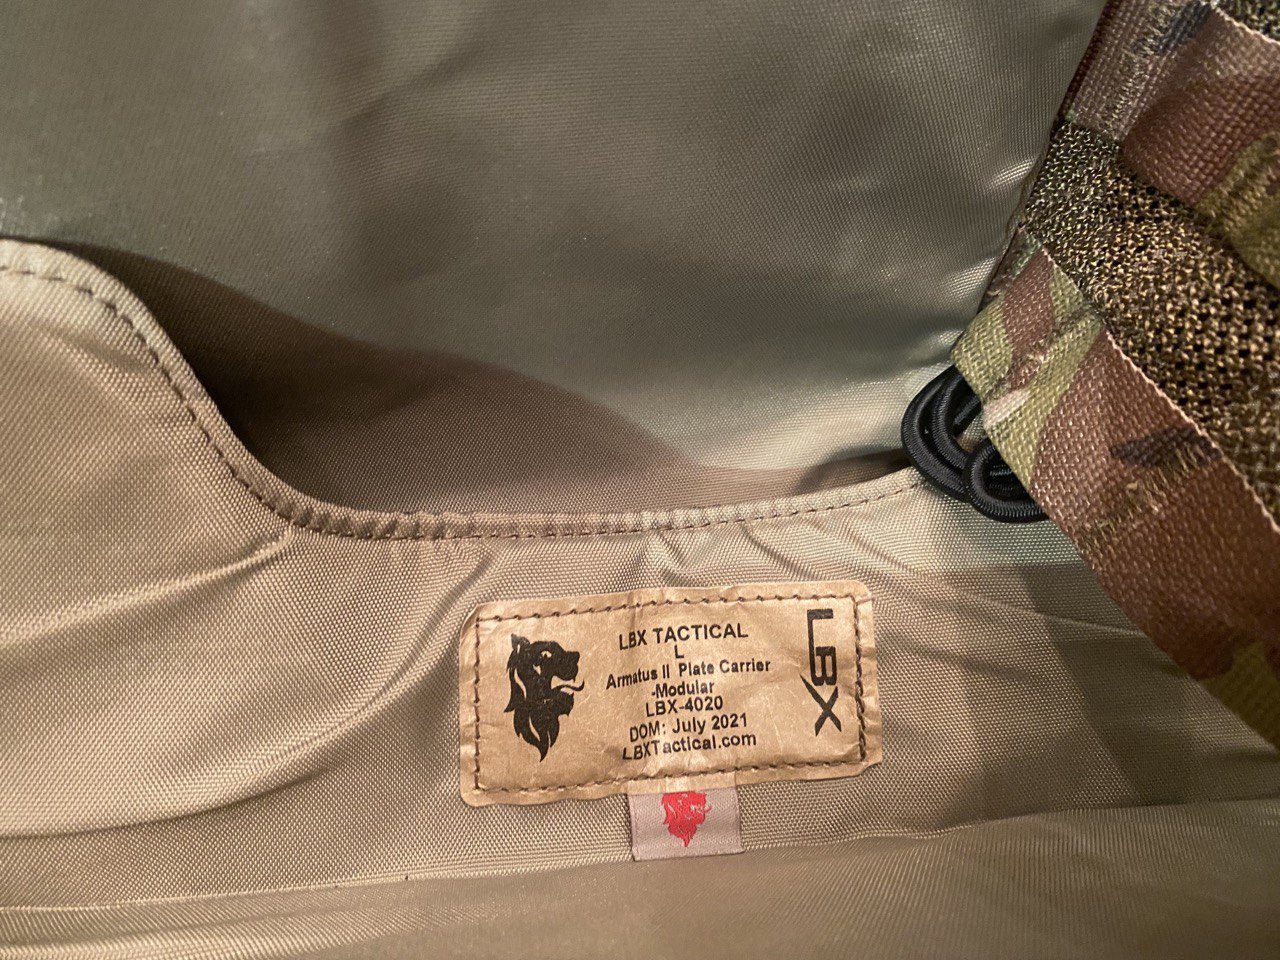 LBX TACTICAL
L
Armatus II Plate Carrier
-Modular
LBX-4020
DOM: July 2021
LBXTactical.com
LBX